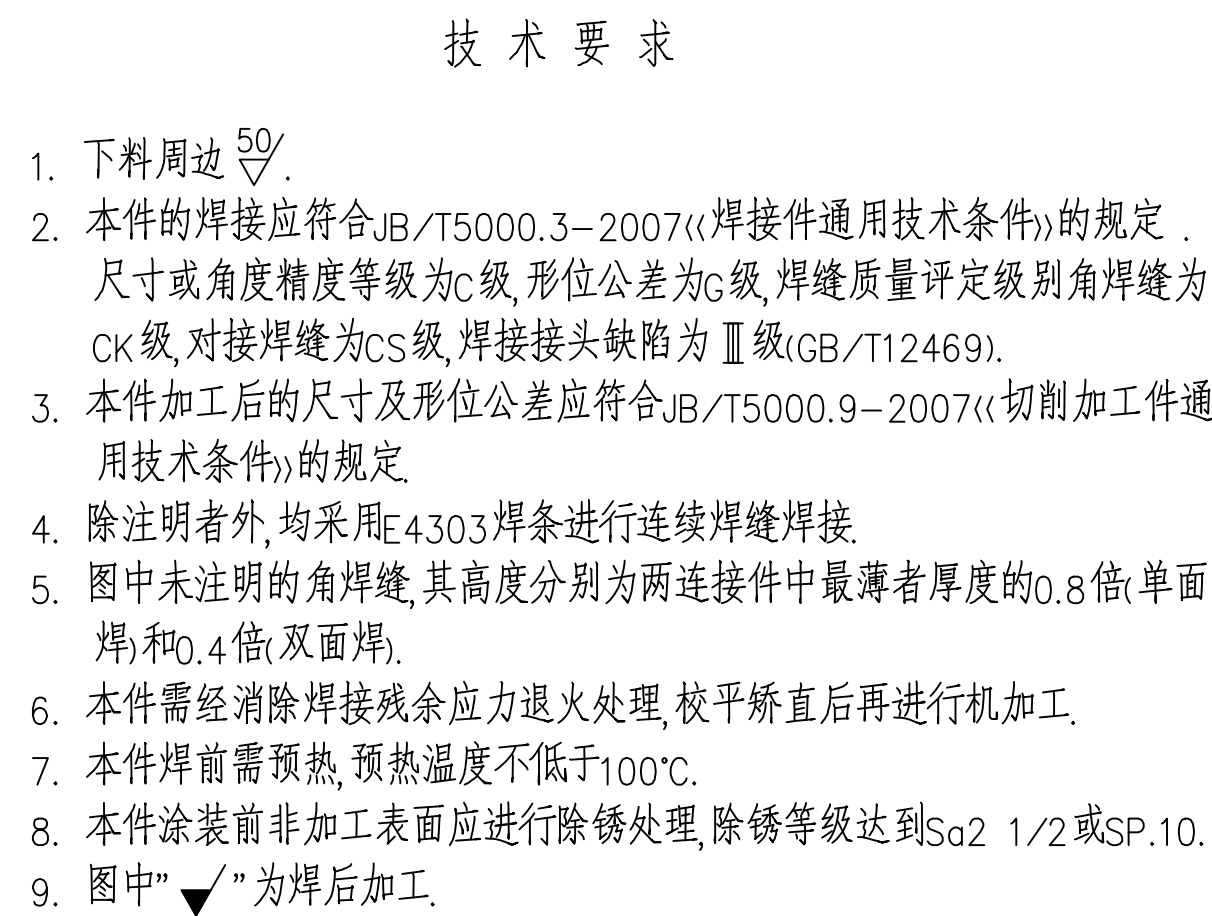 技 术 要 求
1. 下料周边 50/.
2. 本件的焊接应符合JB/T5000.3-2007《焊接件通用技术条件》的规定 .
尺寸或角度精度等级为C级,形位公差为G级,焊缝质量评定级别角焊缝为
CK级,对接焊缝为CS级,焊接接头缺陷为Ⅲ级(GB/T12469).
3. 本件加工后的尺寸及形位公差应符合JB/T5000.9-2007《切削加工件通
用技术条件》的规定.
4. 除注明者外,均采用E4303焊条进行连续焊缝焊接.
5. 图中未注明的角焊缝,其高度分别为两连接件中最薄者厚度的0.8倍(单面
焊)和0.4倍(双面焊).
6. 本件需经消除焊接残余应力退火处理,校平矫直后再进行机加工.
7. 本件焊前需预热,预热温度不低于100℃.
8. 本件涂装前非加工表面应进行除锈处理,除锈等级达到Sa2 1/2或SP.10.
9. 图中" "为焊后加工.